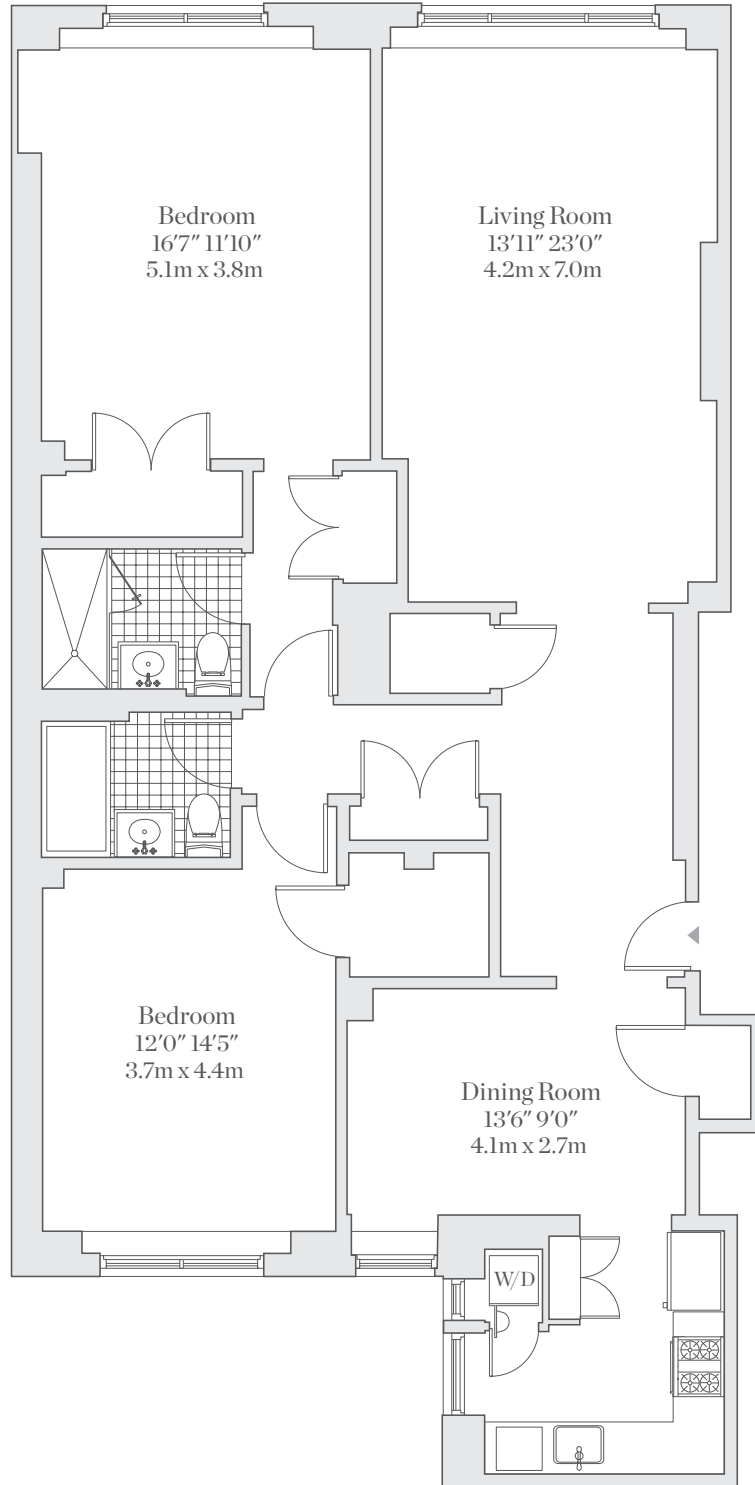 Bedroom
16′7″ 11′10″
5.1m x 3.8m
Living Room
13′11″ 23′0″
4.2m x 7.0m
Bedroom
12′0″ 14′5″
3.7m x 4.4m
Dining Room
13′6″ 9′0″
4.1m x 2.7m
W/D